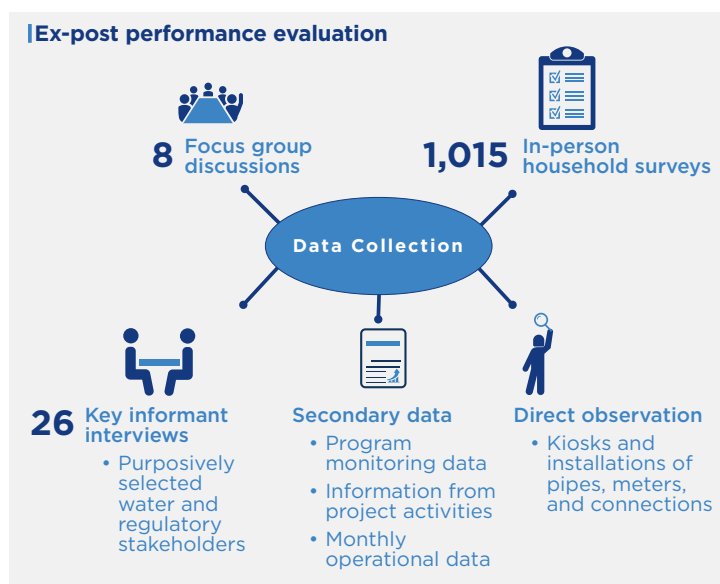 Ex-post performance evaluation
8 Focus group
discussions
1,015 In-person
household surveys
Data Collection
26 Key informant
interviews
• Purposively
selected
water and
regulatory
stakeholders
Secondary data
• Program
monitoring data
• Information from
project activities
• Monthly
operational data
Direct observation
• Kiosks and
installations of
pipes, meters,
and connections